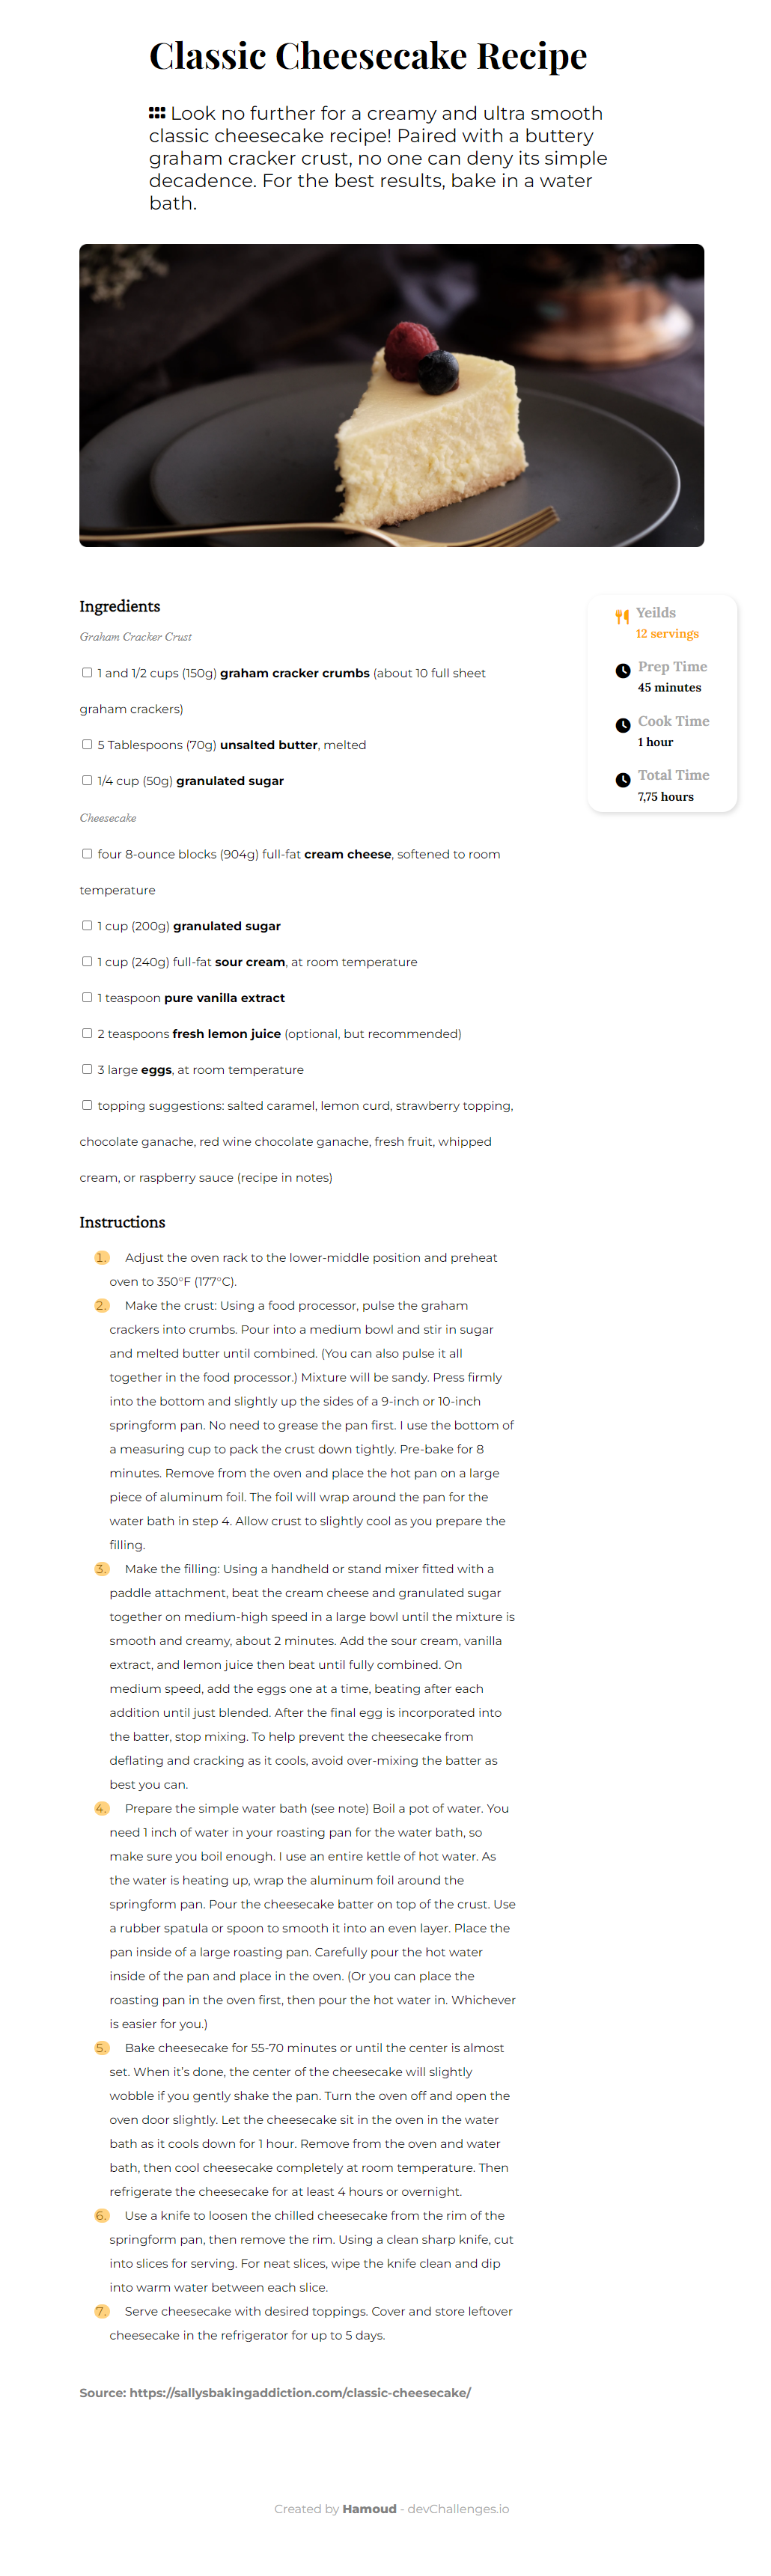 Classic Cheesecake Recipe
Look no further for a creamy and ultra smooth
classic cheesecake recipe! Paired with a buttery
graham cracker crust, no one can deny its simple
decadence. For the best results, bake in a water
bath.
Ingredients
Graham Cracker Crust
1 and 1/2 cups (150g) graham cracker crumbs (about 10 full sheet
graham crackers)
5 Tablespoons (70g) unsalted butter, melted
1/4 cup (50g) granulated sugar
Cheesecake
four 8-ounce blocks (904g) full-fat cream cheese, softened to room
temperature
1 cup (200g) granulated sugar
1 cup (240g) full-fat sour cream, at room temperature
1 teaspoon pure vanilla extract
2 teaspoons fresh lemon juice (optional, but recommended)
3 large eggs, at room temperature
topping suggestions: salted caramel, lemon curd, strawberry topping,
chocolate ganache, red wine chocolate ganache, fresh fruit, whipped
cream, or raspberry sauce (recipe in notes)
Yeilds
12 servings
Prep Time
45 minutes
Cook Time
1 hour
Total Time
7,75 hours
Instructions
1. Adjust the oven rack to the lower-middle position and preheat
oven to 350°F (177°C).
2. Make the crust: Using a food processor, pulse the graham
crackers into crumbs. Pour into a medium bowl and stir in sugar
and melted butter until combined. (You can also pulse it all
together in the food processor.) Mixture will be sandy. Press firmly
into the bottom and slightly up the sides of a 9-inch or 10-inch
springform pan. No need to grease the pan first. I use the bottom of
a measuring cup to pack the crust down tightly. Pre-bake for 8
minutes. Remove from the oven and place the hot pan on a large
piece of aluminum foil. The foil will wrap around the pan for the
water bath in step 4. Allow crust to slightly cool as you prepare the
filling.
3. Make the filling: Using a handheld or stand mixer fitted with a
paddle attachment, beat the cream cheese and granulated sugar
together on medium-high speed in a large bowl until the mixture is
smooth and creamy, about 2 minutes. Add the sour cream, vanilla
extract, and lemon juice then beat until fully combined. On
medium speed, add the eggs one at a time, beating after each
addition until just blended. After the final egg is incorporated into
the batter, stop mixing. To help prevent the cheesecake from
deflating and cracking as it cools, avoid over-mixing the batter as
best you can.
4. Prepare the simple water bath (see note) Boil a pot of water. You
need 1 inch of water in your roasting pan for the water bath, so
make sure you boil enough. I use an entire kettle of hot water. As
the water is heating up, wrap the aluminum foil around the
springform pan. Pour the cheesecake batter on top of the crust. Use
a rubber spatula or spoon to smooth it into an even layer. Place the
pan inside of a large roasting pan. Carefully pour the hot water
inside of the pan and place in the oven. (Or you can place the
roasting pan in the oven first, then pour the hot water in. Whichever
is easier for you.)
5. Bake cheesecake for 55-70 minutes or until the center is almost
set. When it's done, the center of the cheesecake will slightly
wobble if you gently shake the pan. Turn the oven off and open the
oven door slightly. Let the cheesecake sit in the oven in the water
bath as it cools down for 1 hour. Remove from the oven and water
bath, then cool cheesecake completely at room temperature. Then
refrigerate the cheesecake for at least 4 hours or overnight.
6. Use a knife to loosen the chilled cheesecake from the rim of the
springform pan, then remove the rim. Using a clean sharp knife, cut
into slices for serving. For neat slices, wipe the knife clean and dip
into warm water between each slice.
7. Serve cheesecake with desired toppings. Cover and store leftover
cheesecake in the refrigerator for up to 5 days.
Source: https://sallysbakingaddiction.com/classic-cheesecake/
Created by Hamoud - devChallenges.io